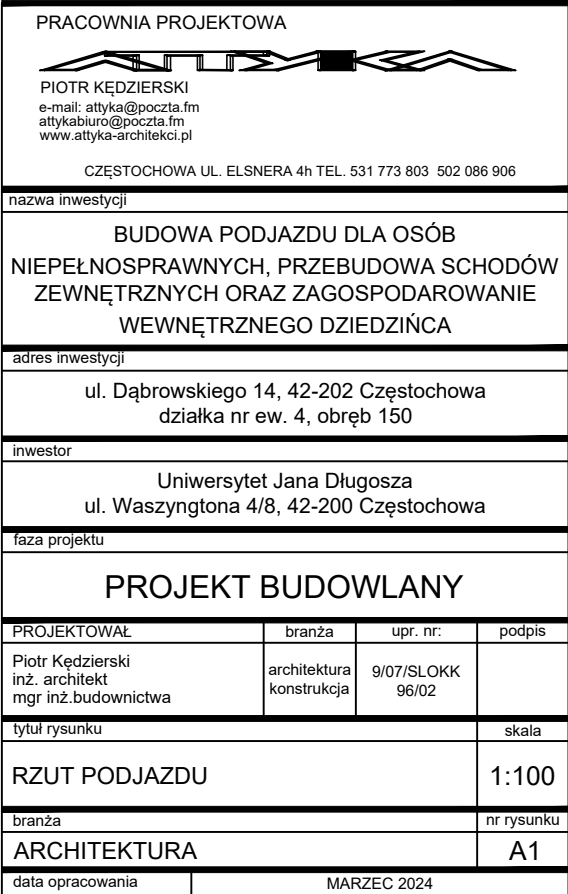 PRACOWNIA PROJEKTOWA
ATTYKA
PIOTR KĘDZIERSKI
e-mail: attyka@poczta.fm
attykabiuro@poczta.fm
www.attyka-architekci.pl
CZĘSTOCHOWA UL. ELSNERA 4h TEL. 531 773 803 502 086 906
nazwa inwestycji
BUDOWA PODJAZDU DLA OSÓB
NIEPEŁNOSPRAWNYCH, PRZEBUDOWA SCHODÓW
ZEWNĘTRZNYCH ORAZ ZAGOSPODAROWANIE
WEWNĘTRZNEGO DZIEDZIŃCA
adres inwestycji
ul. Dąbrowskiego 14, 42-202 Częstochowa
działka nr ew. 4, obręb 150
inwestor
Uniwersytet Jana Długosza
ul. Waszyngtona 4/8, 42-200 Częstochowa
faza projektu
PROJEKT BUDOWLANY
PROJEKTOWAŁ branża upr. nr: podpis
Piotr Kędzierski
inż. architekt
mgr inż.budownictwa
architektura
konstrukcja
9/07/SLOKK
96/02
tytuł rysunku skala
RZUT PODJAZDU 1:100
branża nr rysunku
ARCHITEKTURA A1
data opracowania MARZEC 2024